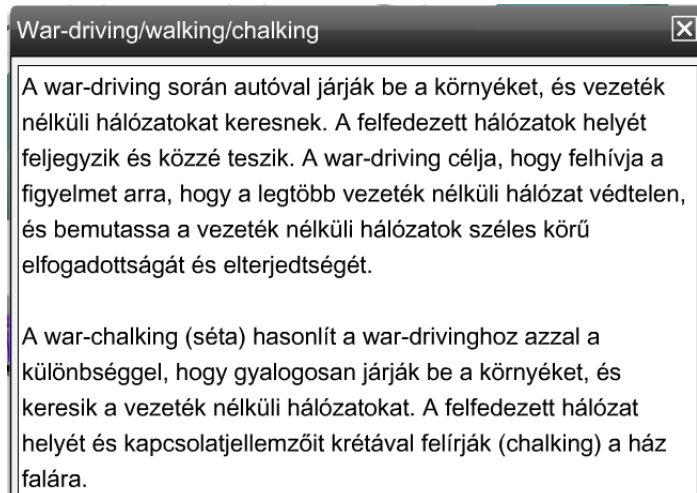 War-driving/walking/chalking
A war-driving során autóval járják be a környéket, és vezeték
nélküli hálózatokat keresnek. A felfedezett hálózatok helyét
feljegyzik és közzé teszik. A war-driving célja, hogy felhívja a
figyelmet arra, hogy a legtöbb vezeték nélküli hálózat védtelen,
és bemutassa a vezeték nélküli hálózatok széles körű
elfogadottságát és elterjedtségét.
A war-chalking (séta) hasonlít a war-drivinghoz azzal a
különbséggel, hogy gyalogosan járják be a környéket, és
keresik a vezeték nélküli hálózatokat. A felfedezett hálózat
helyét és kapcsolatjellemzőit krétával felírják (chalking) a ház
falára.